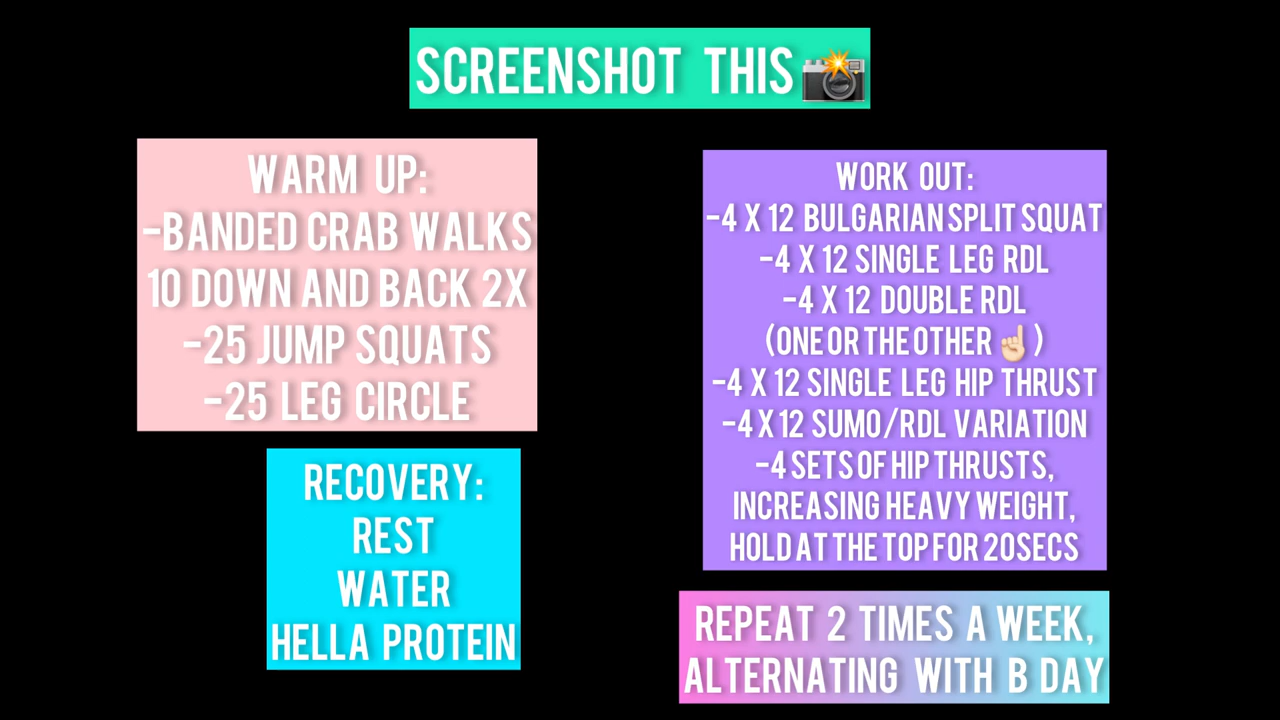 SCREENSHOT THIS📸
WARM UP:
-BANDED CRAB WALKS
10 DOWN AND BACK 2X
-25 JUMP SQUATS
-25 LEG CIRCLE
RECOVERY:
REST
WATER
HELLA PROTEIN
WORK OUT:
-4 X 12 BULGARIAN SPLIT SQUAT
-4 X 12 SINGLE LEG RDL
-4 X 12 DOUBLE RDL
(ONE OR THE OTHER ☝🏻)
-4 X 12 SINGLE LEG HIP THRUST
-4 X 12 SUMO/RDL VARIATION
-4 SETS OF HIP THRUSTS,
INCREASING HEAVY WEIGHT,
HOLD AT THE TOP FOR 20SECS
REPEAT 2 TIMES A WEEK,
ALTERNATING WITH B DAY